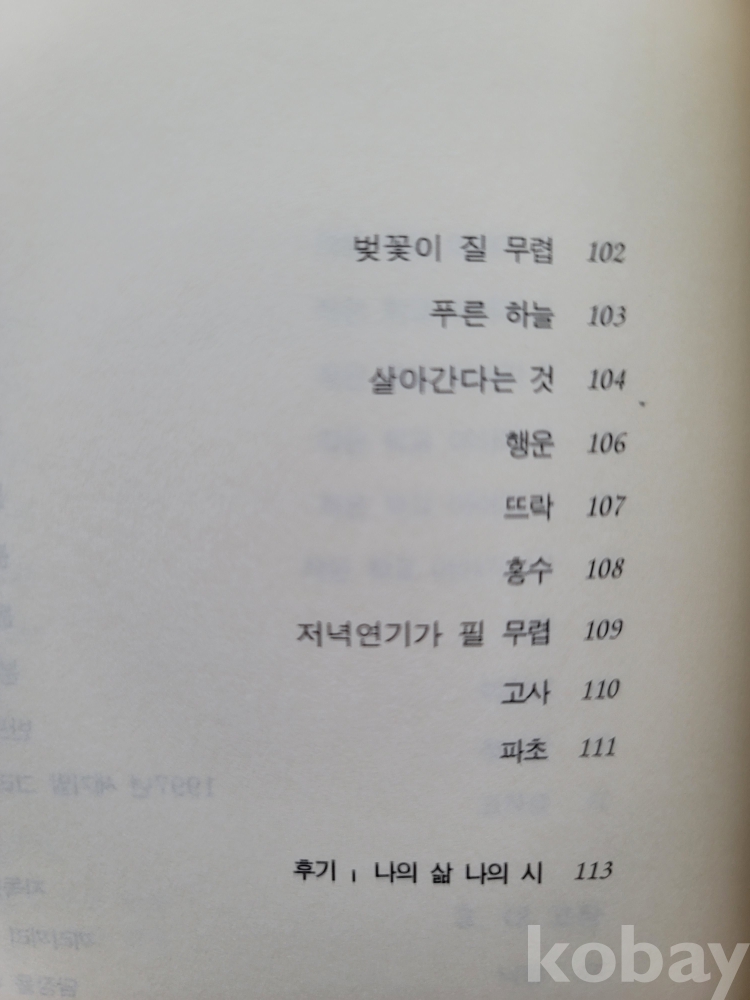 벚꽃이 질 무렵 102
푸른 하늘 103
살아간다는 것 104
행운 106
뜨락 107
홍수 108
저녁연기가 필 무렵 109
고사 110
파초 111
후기 | 나의 삶 나의 시 113
kobay